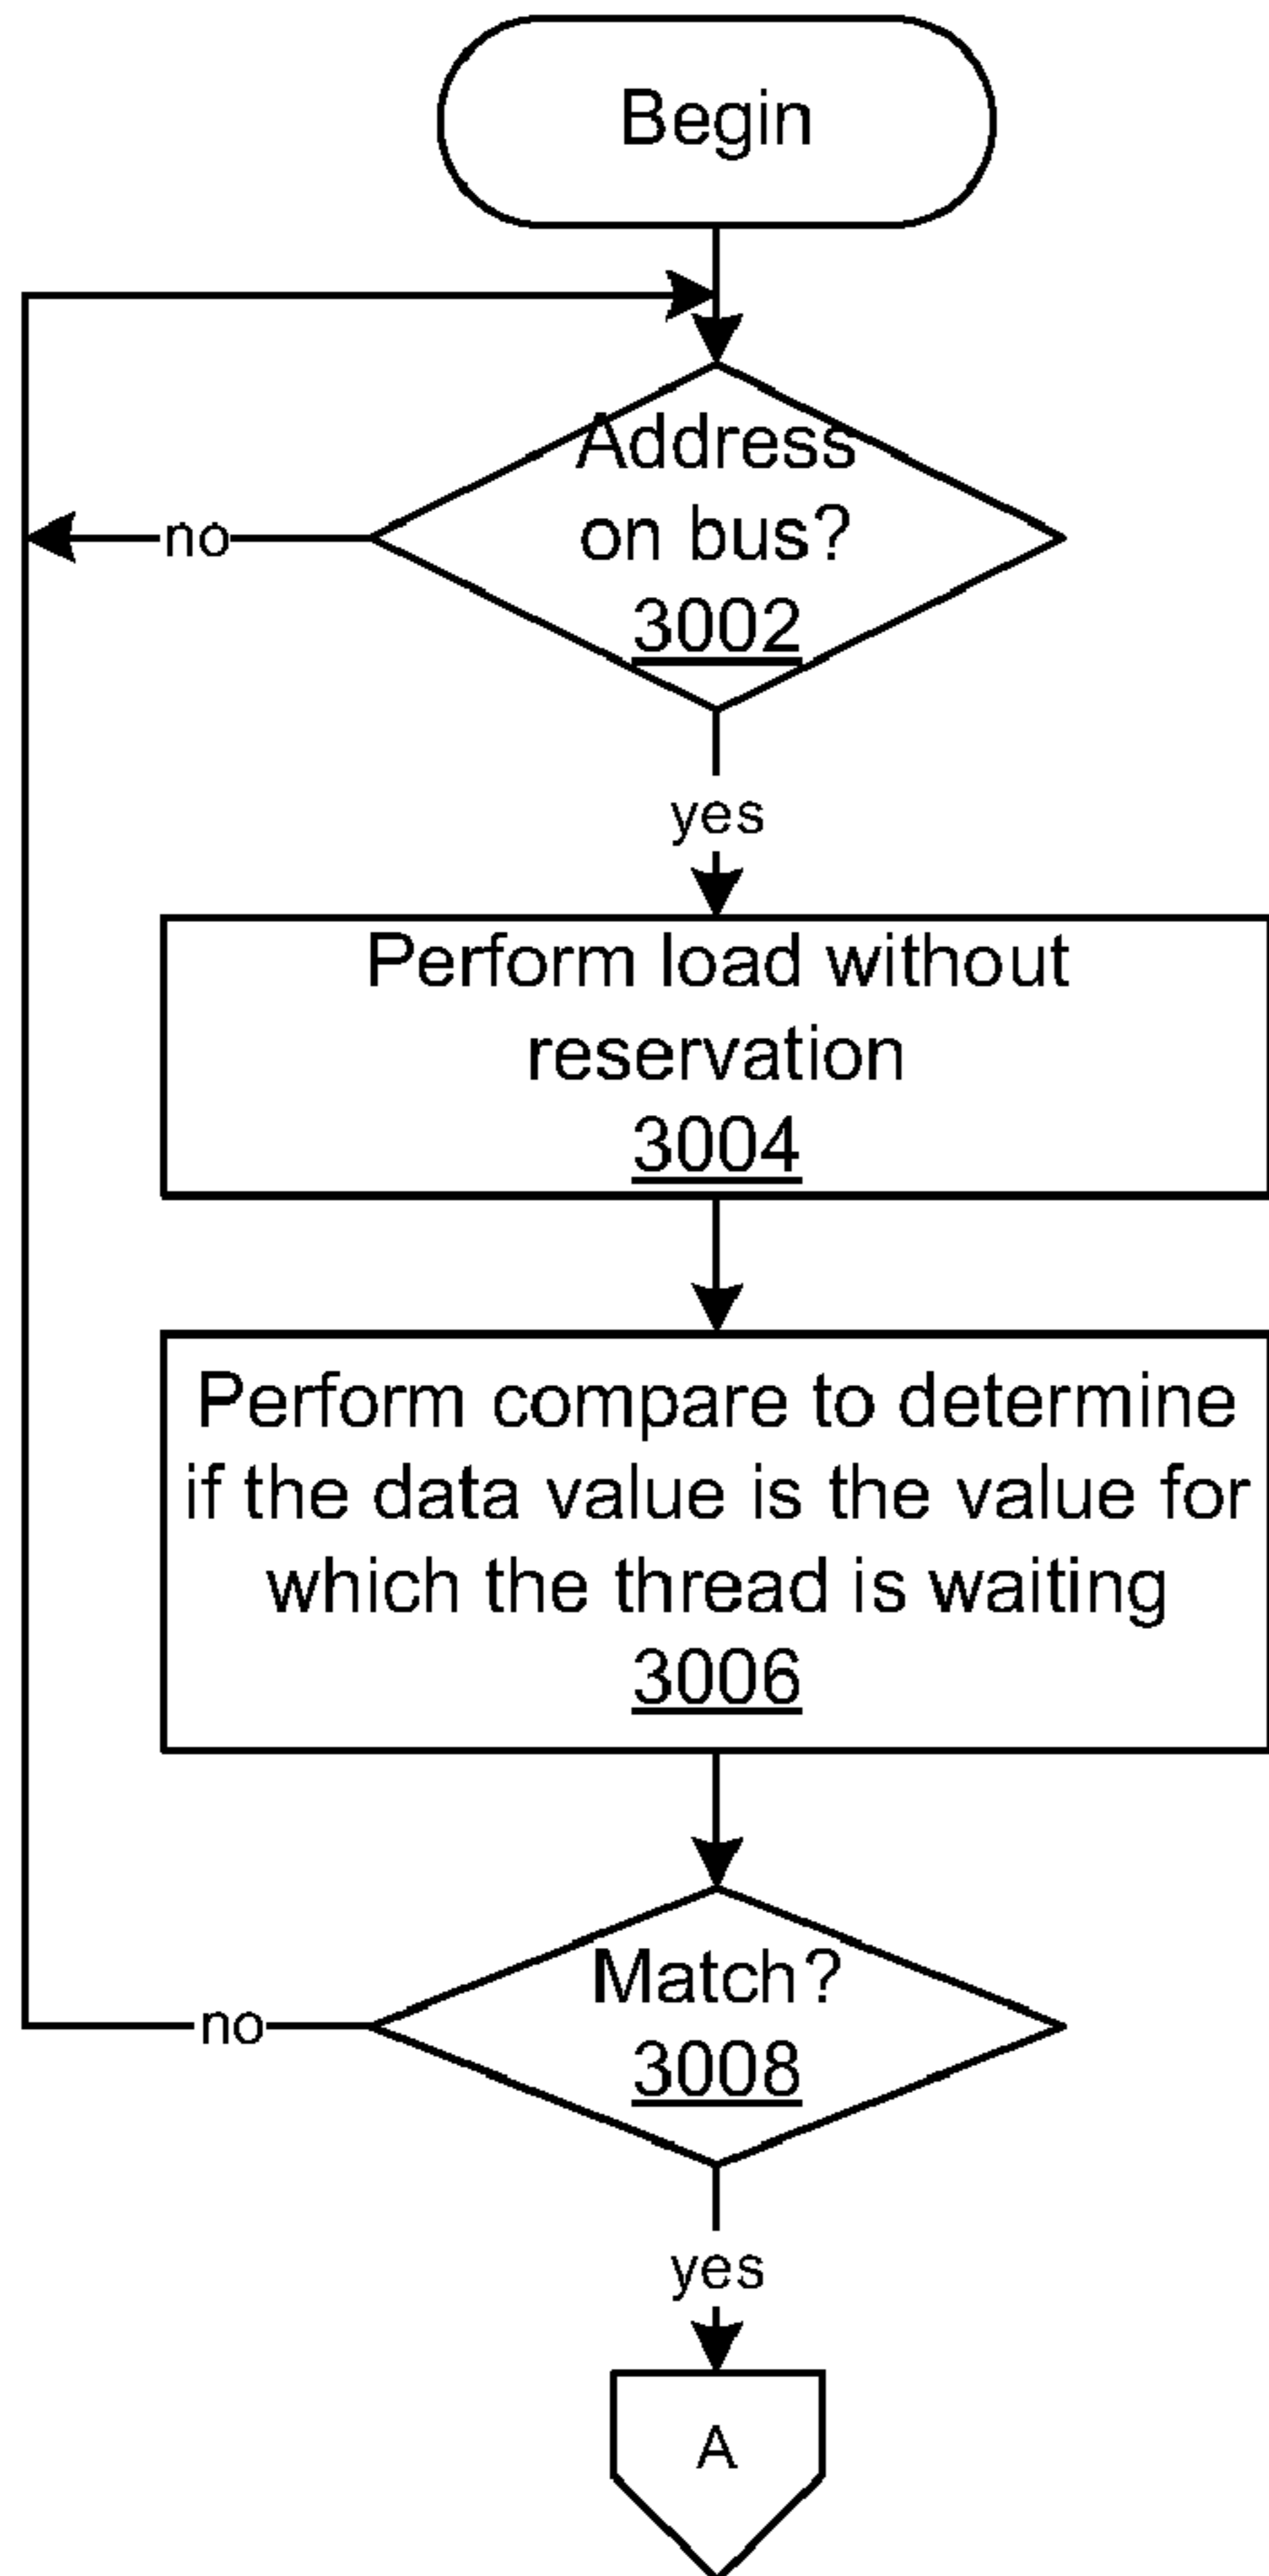 Begin
Address
on bus?
3002
no
yes
Perform load without
reservation
3004
Perform compare to determine
if the data value is the value for
which the thread is waiting
3006
Match?
3008
no
yes
A